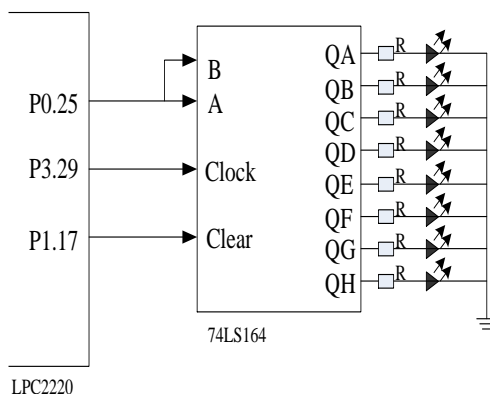 P0.25
P3.29
P1.17
LPC2220
B
A
Clock
Clear
QA
QB
QC
QD
QE
QF
QG
QH
74LS164
R
R
R
R
R
R
R
R